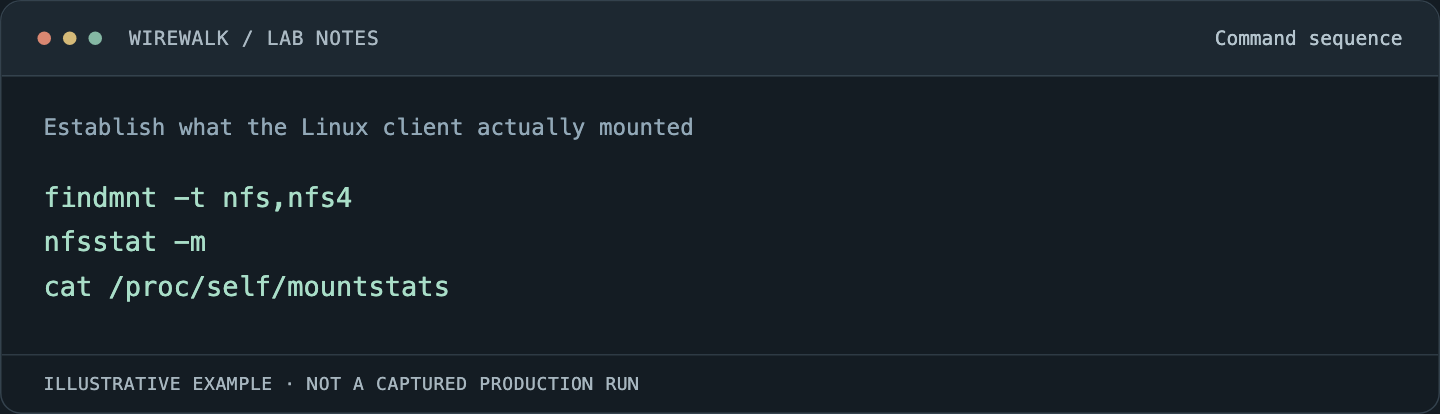 WIREWALK / LAB NOTES
Command sequence
Establish what the Linux client actually mounted
findmnt -t nfs,nfs4
nfsstat -m
cat /proc/self/mountstats
ILLUSTRATIVE EXAMPLE · NOT A CAPTURED PRODUCTION RUN